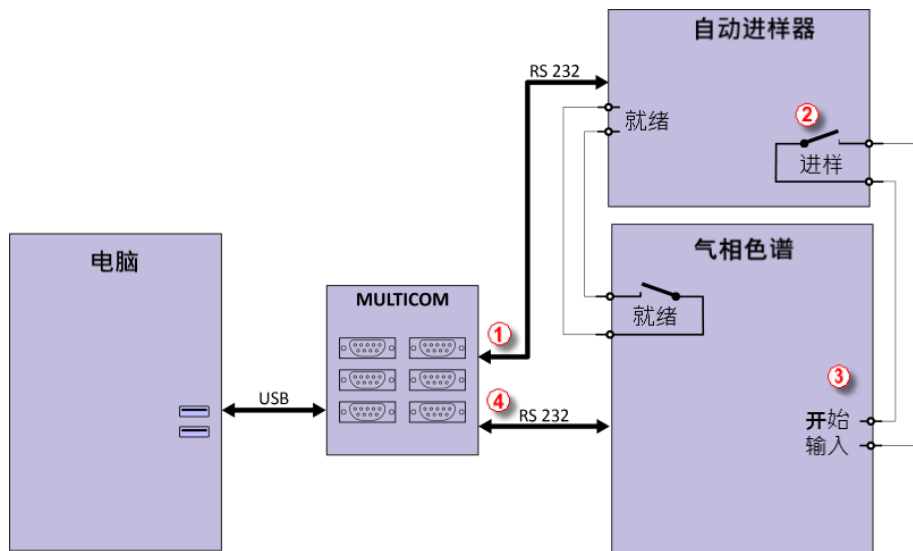 自动进样器
RS 232
就绪
②
进样
电脑
MULTICOM
气相色谱
①
就绪
③
USB
④
RS 232
开始
输入